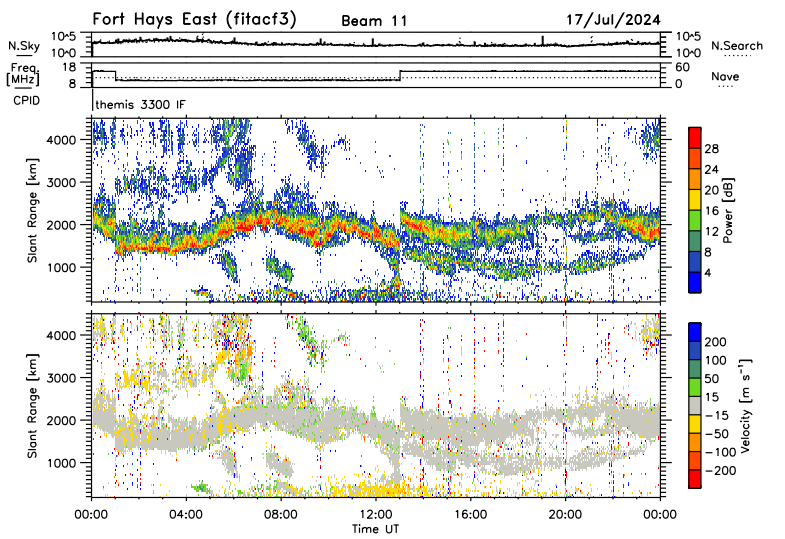 Fort Hays East (fitacf3) Beam 11 17/Jul/2024
N.Sky 10^5 10^0 10^5 10^0 N.Search
Freq. [MHz] 18 8 60 0 Nave
CPID themis 3300 IF
Slant Range [km] 4000 3000 2000 1000
Power [dB] 28 24 20 16 12 8 4
Slant Range [km] 4000 3000 2000 1000
Velocity [m s⁻¹] 200 100 50 15 −15 −50 −100 −200
00:00 04:00 08:00 12:00 16:00 20:00 00:00
Time UT